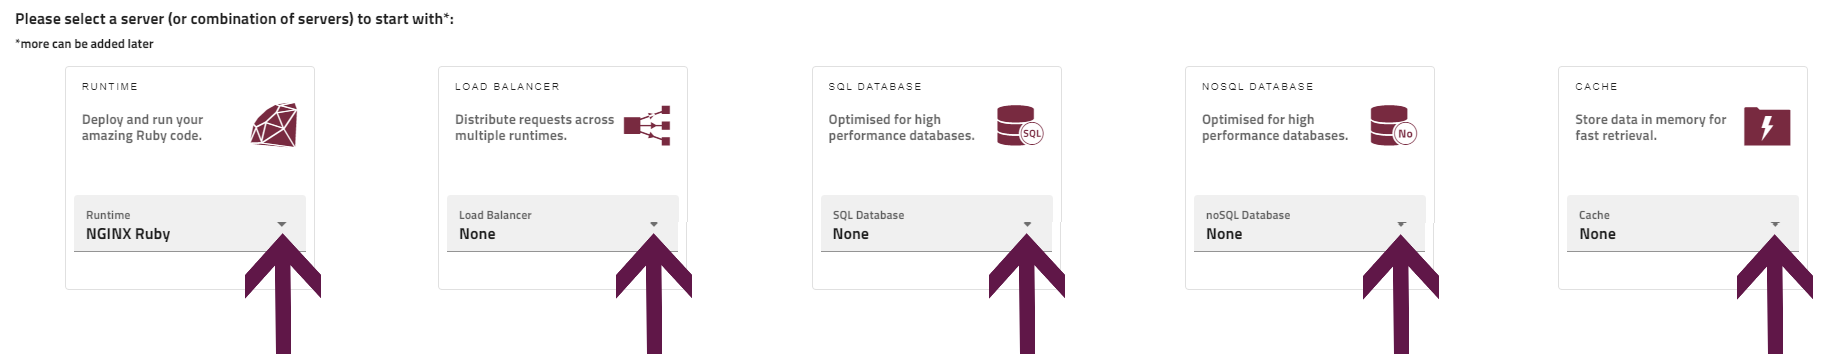 Please select a server (or combination of servers) to start with*:
*more can be added later
RUNTIME
Deploy and run your
amazing Ruby code.
Runtime
NGINX Ruby
LOAD BALANCER
Distribute requests across
multiple runtimes.
Load Balancer
None
SQL DATABASE
Optimised for high
performance databases.
SQL
SQL Database
None
NOSQL DATABASE
Optimised for high
performance databases.
No
noSQL Database
None
CACHE
Store data in memory for
fast retrieval.
Cache
None